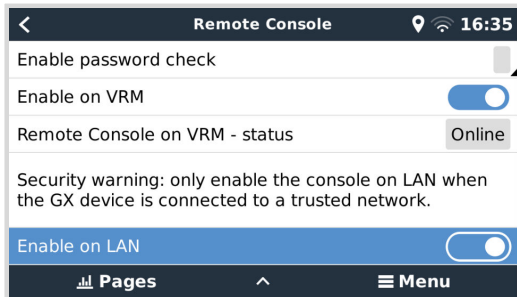 Remote Console
16:35
Enable password check
Enable on VRM
Remote Console on VRM - status
Online
Security warning: only enable the console on LAN when
the GX device is connected to a trusted network.
Enable on LAN
Pages
Menu